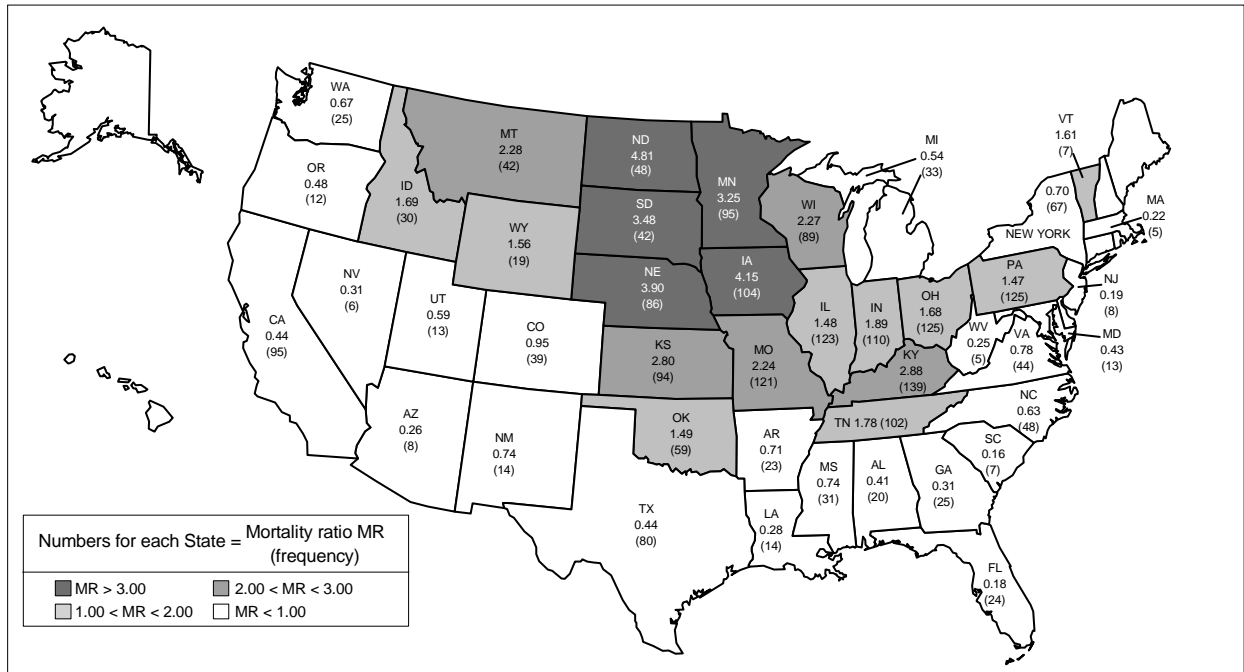 WA
0.67
(25)
OR
0.48
(12)
CA
0.44
(95)
NV
0.31
(6)
ID
1.69
(30)
MT
2.28
(42)
WY
1.56
(19)
UT
0.59
(13)
CO
0.95
(39)
AZ
0.26
(8)
NM
0.74
(14)
ND
4.81
(48)
SD
3.48
(42)
NE
3.90
(86)
KS
2.80
(94)
OK
1.49
(59)
TX
0.44
(80)
MN
3.25
(95)
IA
4.15
(104)
MO
2.24
(121)
AR
0.71
(23)
LA
0.28
(14)
WI
2.27
(89)
IL
1.48
(123)
MI
0.54
(33)
IN
1.89
(110)
OH
1.68
(125)
KY
2.88
(139)
TN 1.78 (102)
MS
0.74
(31)
AL
0.41
(20)
GA
0.31
(25)
FL
0.18
(24)
SC
0.16
(7)
NC
0.63
(48)
VA
0.78
(44)
WV
0.25
(5)
PA
1.47
(125)
0.70
(67)
NEW YORK
VT
1.61
(7)
MA
0.22
(5)
NJ
0.19
(8)
MD
0.43
(13)
Numbers for each State = Mortality ratio MR
(frequency)
MR > 3.00
2.00 < MR < 3.00
1.00 < MR < 2.00
MR < 1.00